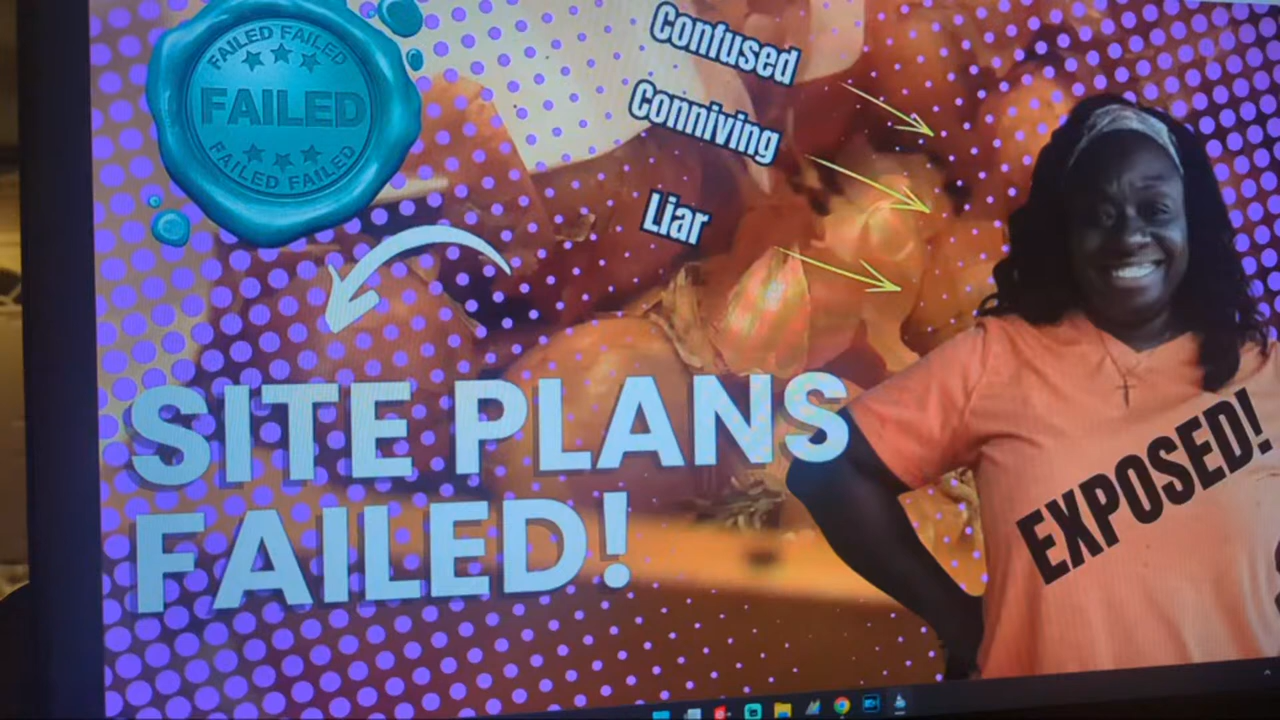 FAILED FAILED
FAILED
FAILED FAILED
Confused
Conniving
Liar
SITE PLANS
FAILED!
EXPOSED!